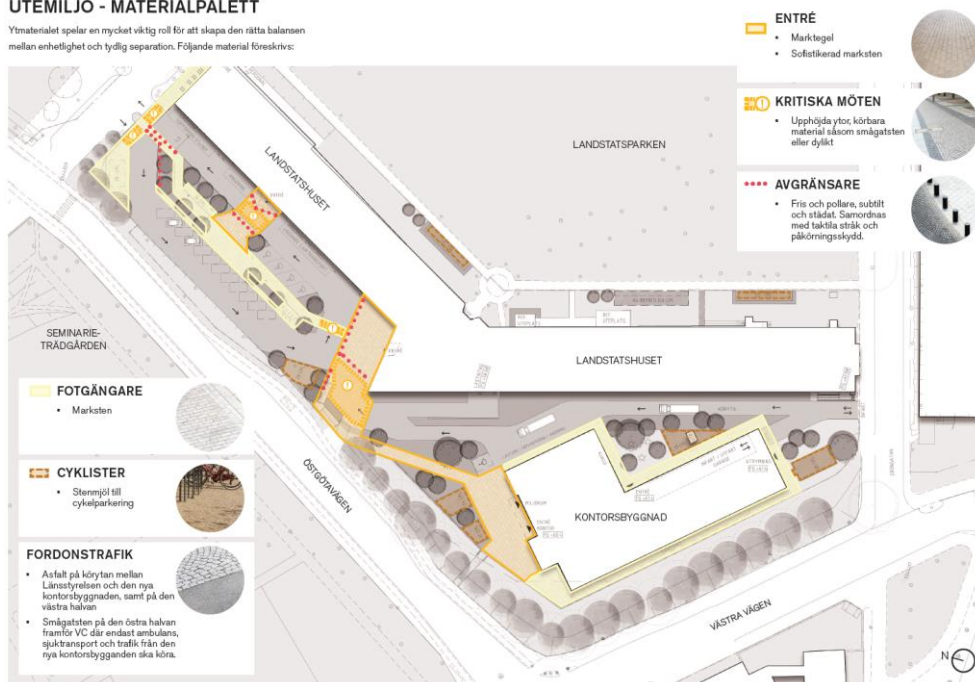 UTEMILJÖ - MATERIALPALETT
Ytmaterialet spelar en mycket viktig roll för att skapa den rätta balansen
mellan enhetlighet och tydlig separation. Följande material föreskrivs:
ENTRÉ
• Marktegel
• Sofistikerad marksten
KRITISKA MÖTEN
• Upphöjda ytor, körbara
material såsom smågatsten
eller dylikt
AVGRÄNSARE
• Fris och pollare, subtilt
och städat. Samordnas
med taktila stråk och
påkörningsskydd.
LANDSTATSPARKEN
LANDSTATSHUSET
SEMINARIE-
TRÄDGÅRDEN
LANDSTATSHUSET
FOTGÄNGARE
• Marksten
CYKLISTER
• Stenmjöl till
cykelparkering
FORDONSTRAFIK
• Asfalt på körytan mellan
Länsstyrelsen och den nya
kontorsbyggnaden, samt på den
västra halvan
• Smågatsten på den östra halvan
framför VC där endast ambulans,
sjuktransport och trafik från den
nya kontorsbygganden ska köra.
ÖSTGÖTAVÄGEN
KONTORSBYGGNAD
VÄSTRA VÄGEN
N